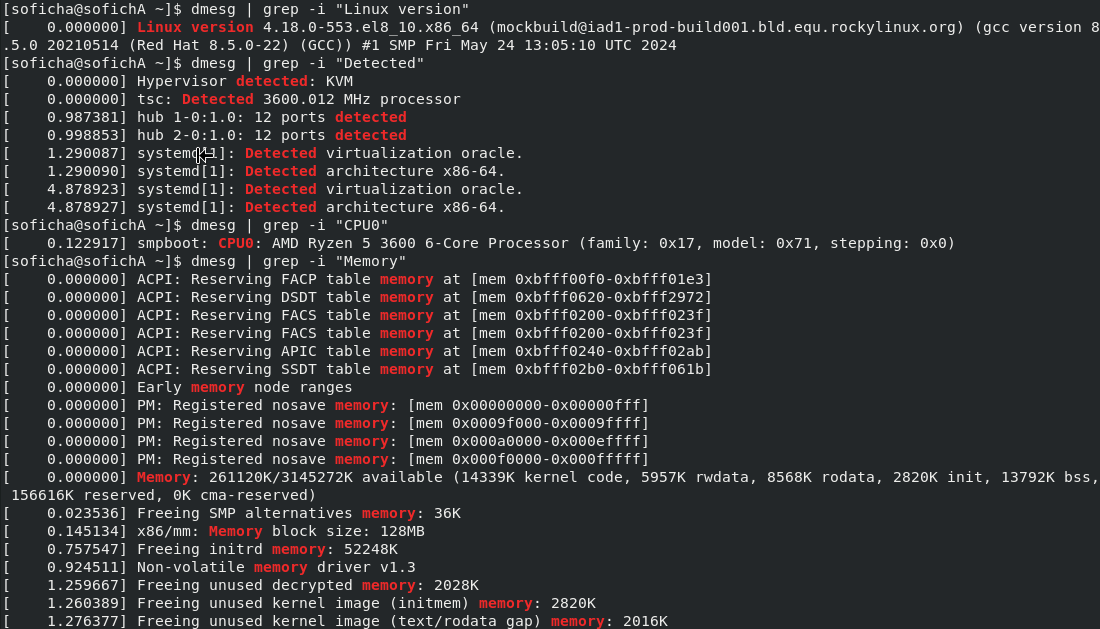 [soficha@sofichA ~]$ dmesg | grep -i "Linux version"
[    0.000000] Linux version 4.18.0-553.el8_10.x86_64 (mockbuild@iad1-prod-build001.bld.equ.rockylinux.org) (gcc version 8
.5.0 20210514 (Red Hat 8.5.0-22) (GCC)) #1 SMP Fri May 24 13:05:10 UTC 2024
[soficha@sofichA ~]$ dmesg | grep -i "Detected"
[    0.000000] Hypervisor detected: KVM
[    0.000000] tsc: Detected 3600.012 MHz processor
[    0.987381] hub 1-0:1.0: 12 ports detected
[    0.998853] hub 2-0:1.0: 12 ports detected
[    1.290087] systemd[1]: Detected virtualization oracle.
[    1.290090] systemd[1]: Detected architecture x86-64.
[    4.878923] systemd[1]: Detected virtualization oracle.
[    4.878927] systemd[1]: Detected architecture x86-64.
[soficha@sofichA ~]$ dmesg | grep -i "CPU0"
[    0.122917] smpboot: CPU0: AMD Ryzen 5 3600 6-Core Processor (family: 0x17, model: 0x71, stepping: 0x0)
[soficha@sofichA ~]$ dmesg | grep -i "Memory"
[    0.000000] ACPI: Reserving FACP table memory at [mem 0xbfff00f0-0xbfff01e3]
[    0.000000] ACPI: Reserving DSDT table memory at [mem 0xbfff0620-0xbfff2972]
[    0.000000] ACPI: Reserving FACS table memory at [mem 0xbfff0200-0xbfff023f]
[    0.000000] ACPI: Reserving FACS table memory at [mem 0xbfff0200-0xbfff023f]
[    0.000000] ACPI: Reserving APIC table memory at [mem 0xbfff0240-0xbfff02ab]
[    0.000000] ACPI: Reserving SSDT table memory at [mem 0xbfff02b0-0xbfff061b]
[    0.000000] Early memory node ranges
[    0.000000] PM: Registered nosave memory: [mem 0x00000000-0x00000fff]
[    0.000000] PM: Registered nosave memory: [mem 0x0009f000-0x0009ffff]
[    0.000000] PM: Registered nosave memory: [mem 0x000a0000-0x000effff]
[    0.000000] PM: Registered nosave memory: [mem 0x000f0000-0x000fffff]
[    0.000000] Memory: 261120K/3145272K available (14339K kernel code, 5957K rwdata, 8568K rodata, 2820K init, 13792K bss,
 156616K reserved, 0K cma-reserved)
[    0.023536] Freeing SMP alternatives memory: 36K
[    0.145134] x86/mm: Memory block size: 128MB
[    0.757547] Freeing initrd memory: 52248K
[    0.924511] Non-volatile memory driver v1.3
[    1.259667] Freeing unused decrypted memory: 2028K
[    1.260389] Freeing unused kernel image (initmem) memory: 2820K
[    1.276377] Freeing unused kernel image (text/rodata gap) memory: 2016K